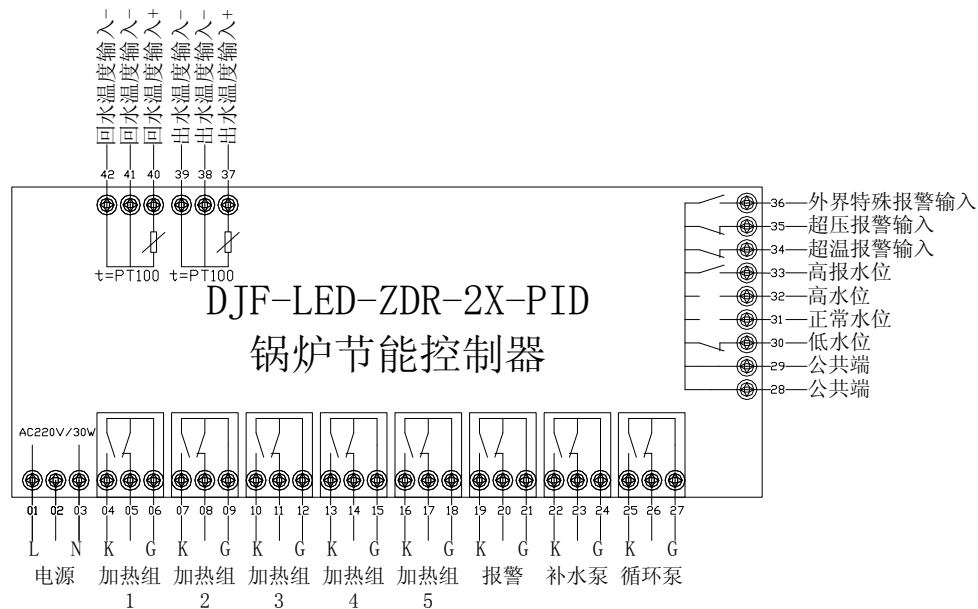 回水温度输入-
回水温度输入-
回水温度输入+
出水温度输入-
出水温度输入-
出水温度输入+
42 41 40 39 38 37
t=PT100 t=PT100
DJF-LED-ZDR-2X-PID
锅炉节能控制器
36 外界特殊报警输入
35 超压报警输入
34 超温报警输入
33 高报水位
32 高水位
31 正常水位
30 低水位
29 公共端
28 公共端
AC220V/30W
01 02 03 04 05 06 07 08 09 10 11 12 13 14 15 16 17 18 19 20 21 22 23 24 25 26 27
L N K G K G K G K G K G K G K G K G
电源 加热组 加热组 加热组 加热组 加热组 报警 补水泵 循环泵
1 2 3 4 5